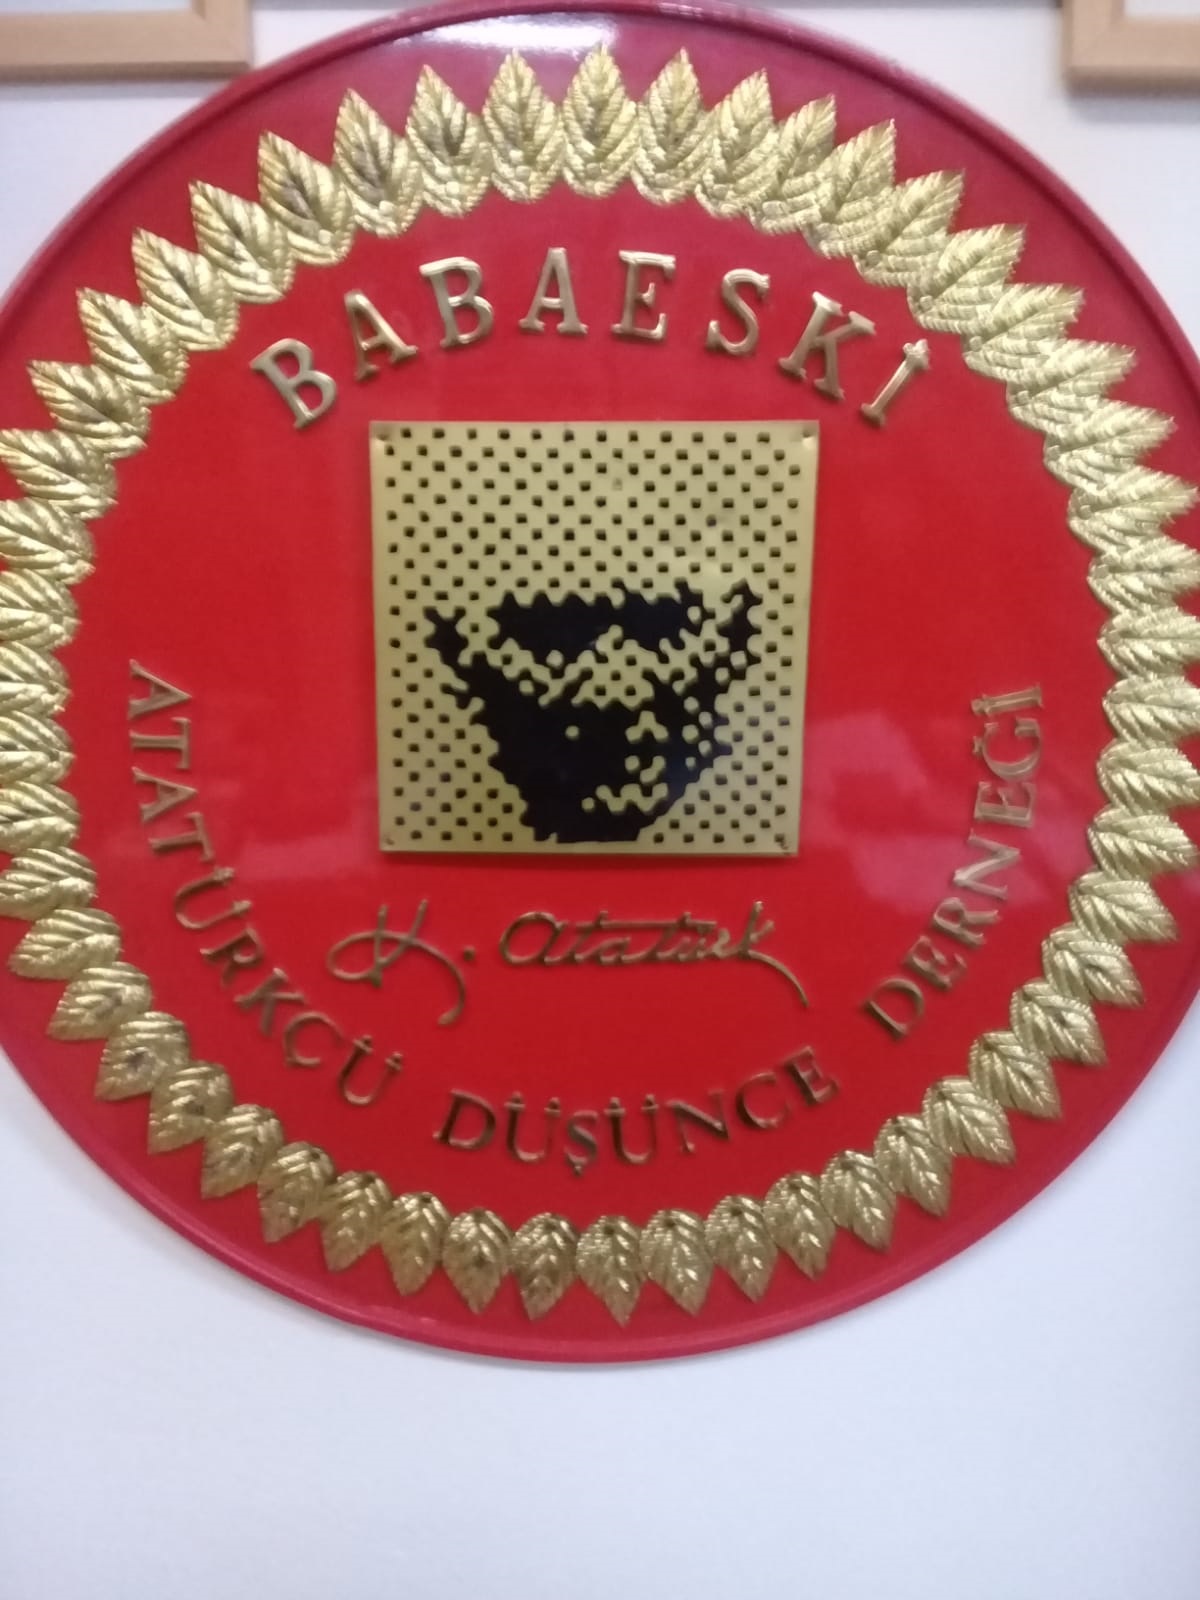 BABAESKİ
K. Atatürk
ATATÜRKÇÜ DÜŞÜNCE DERNEĞİ